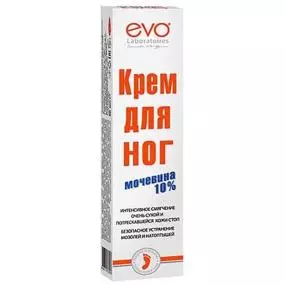 evo
Laboratoires
Крем
для
ног
мочевина
10%
ИНТЕНСИВНОЕ СМЯГЧЕНИЕ
ОЧЕНЬ СУХОЙ И
ПОТРЕСКАВШЕЙСЯ КОЖИ СТОП
БЕЗОПАСНОЕ УСТРАНЕНИЕ
МОЗОЛЕЙ И НАТОПТЫШЕЙ